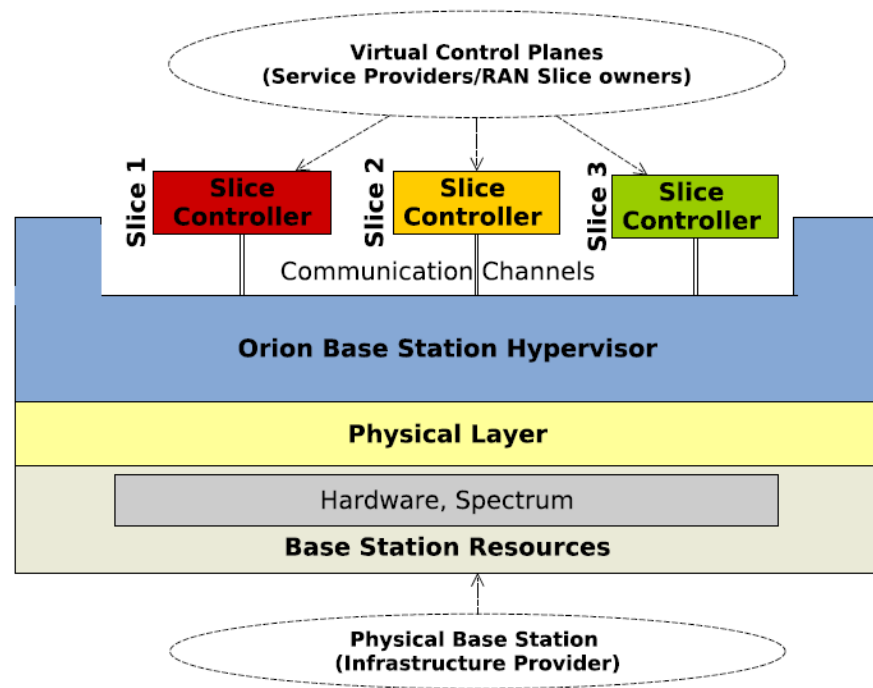 Virtual Control Planes
(Service Providers/RAN Slice owners)
Slice 1
Slice
Controller
Slice 2
Slice
Controller
Slice 3
Slice
Controller
Communication Channels
Orion Base Station Hypervisor
Physical Layer
Hardware, Spectrum
Base Station Resources
Physical Base Station
(Infrastructure Provider)